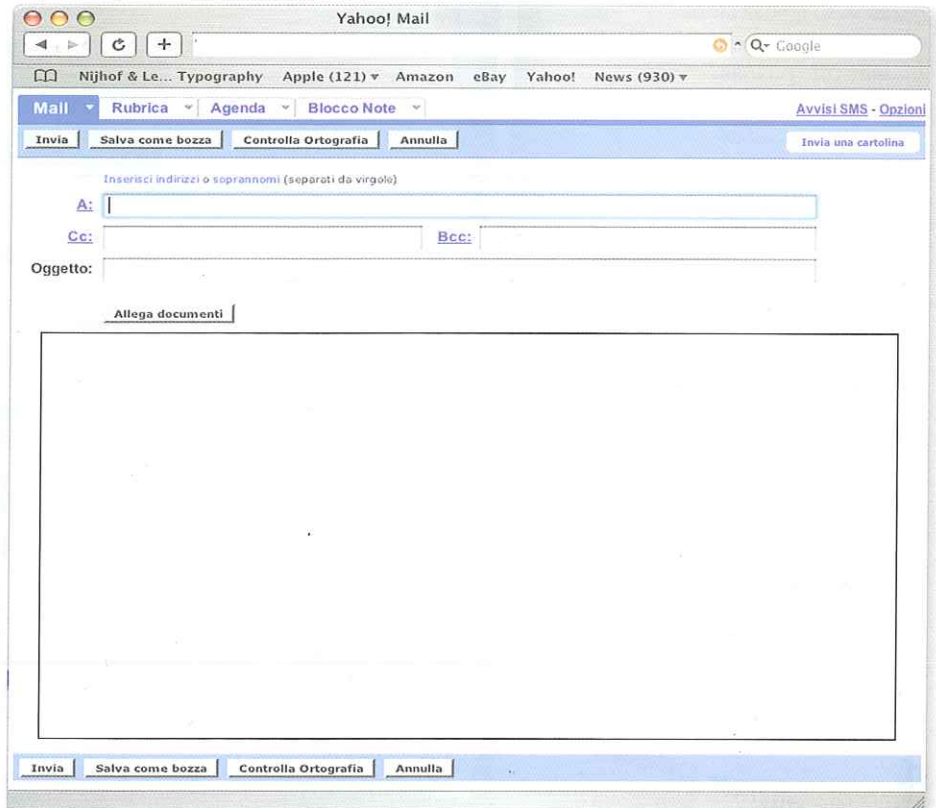 Yahoo! Mail
Google
Nijhof & Le... Typography Apple (121) Amazon eBay Yahoo! News (930)
Mail Rubrica Agenda Blocco Note Avvisi SMS - Opzioni
Invia Salva come bozza Controlla Ortografia Annulla Invia una cartolina
Inserisci indirizzi o soprannomi (separati da virgole)
A:
Cc: Bcc:
Oggetto:
Allega documenti
Invia Salva come bozza Controlla Ortografia Annulla